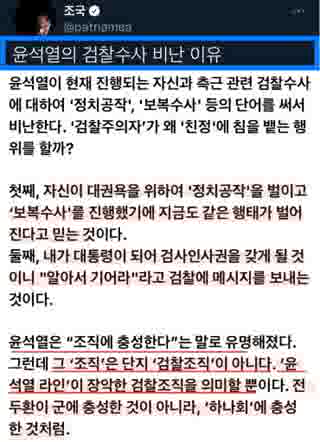 조국
@patriamea
윤석열의 검찰수사 비난 이유
윤석열이 현재 진행되는 자신과 측근 관련 검찰수사
에 대하여 '정치공작', '보복수사' 등의 단어를 써서
비난한다. '검찰주의자'가 왜 '친정'에 침을 뱉는 행
위를 할까?
첫째, 자신이 대권욕을 위하여 '정치공작'을 벌이고
'보복수사'를 진행했기에 지금도 같은 행태가 벌어
진다고 믿는 것이다.
둘째, 내가 대통령이 되어 검사인사권을 갖게 될 것
이니 "알아서 기어라"라고 검찰에 메시지를 보내는
것이다.
윤석열은 "조직에 충성한다"는 말로 유명해졌다.
그런데 그 '조직'은 단지 '검찰조직'이 아니다. '윤
석열 라인'이 장악한 검찰조직을 의미할 뿐이다. 전
두환이 군에 충성한 것이 아니라, '하나회'에 충성
한 것처럼.